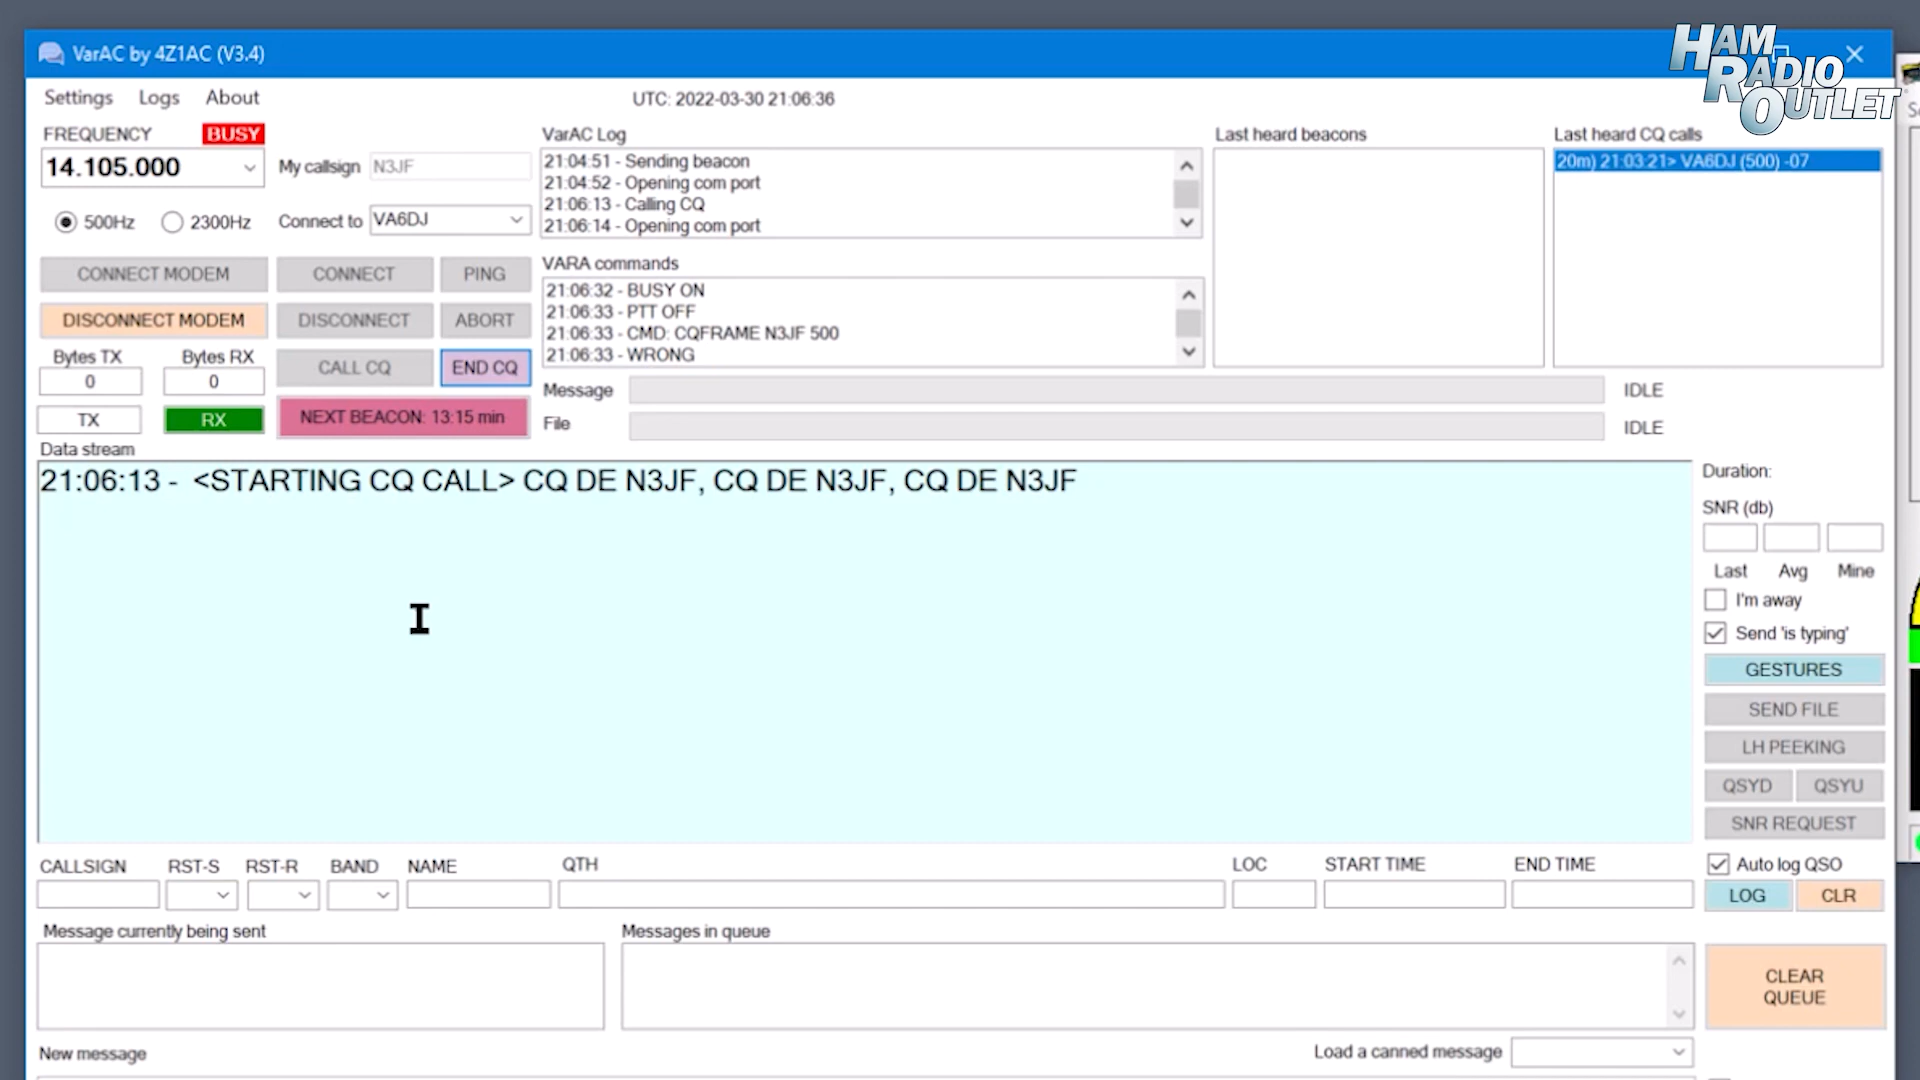 VarAC by 4Z1AC (V3.4)
HAM RADIO OUTLET
Settings Logs About
UTC: 2022-03-30 21:06:36
FREQUENCY BUSY
14.105.000
My callsign N3JF
500Hz 2300Hz
Connect to VA6DJ
CONNECT MODEM CONNECT PING
DISCONNECT MODEM DISCONNECT ABORT
Bytes TX Bytes RX
0 0
CALL CQ END CQ
TX RX
NEXT BEACON: 13:15 min
VarAC Log
21:04:51 - Sending beacon
21:04:52 - Opening com port
21:06:13 - Calling CQ
21:06:14 - Opening com port
VARA commands
21:06:32 - BUSY ON
21:06:33 - PTT OFF
21:06:33 - CMD: CQFRAME N3JF 500
21:06:33 - WRONG
Last heard beacons
Last heard CQ calls
20m) 21:03:21> VA6DJ (500) -07
Message IDLE
File IDLE
Data stream
21:06:13 - <STARTING CQ CALL> CQ DE N3JF, CQ DE N3JF, CQ DE N3JF
Duration:
SNR (db)
Last Avg Mine
I'm away
Send 'is typing'
GESTURES
SEND FILE
LH PEEKING
QSYD QSYU
SNR REQUEST
CALLSIGN RST-S RST-R BAND NAME QTH LOC START TIME END TIME
Auto log QSO
LOG CLR
Message currently being sent
Messages in queue
CLEAR
QUEUE
New message
Load a canned message